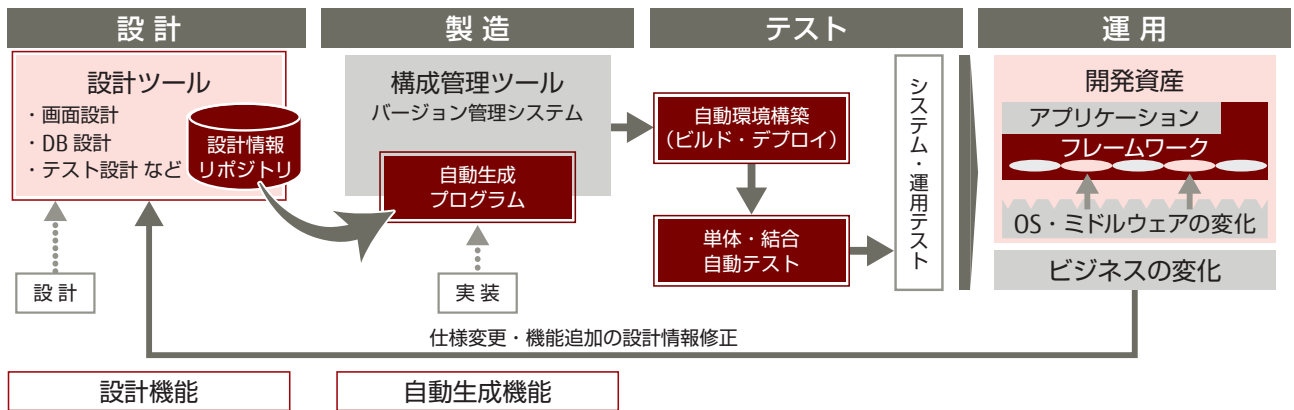 設計
製造
テスト
運用
設計ツール
・画面設計
・DB 設計
・テスト設計 など
設計情報
リポジトリ
設計
構成管理ツール
バージョン管理システム
自動生成
プログラム
実装
自動環境構築
（ビルド・デプロイ）
単体・結合
自動テスト
システム・運用テスト
開発資産
アプリケーション
フレームワーク
OS・ミドルウェアの変化
ビジネスの変化
仕様変更・機能追加の設計情報修正
設計機能
自動生成機能